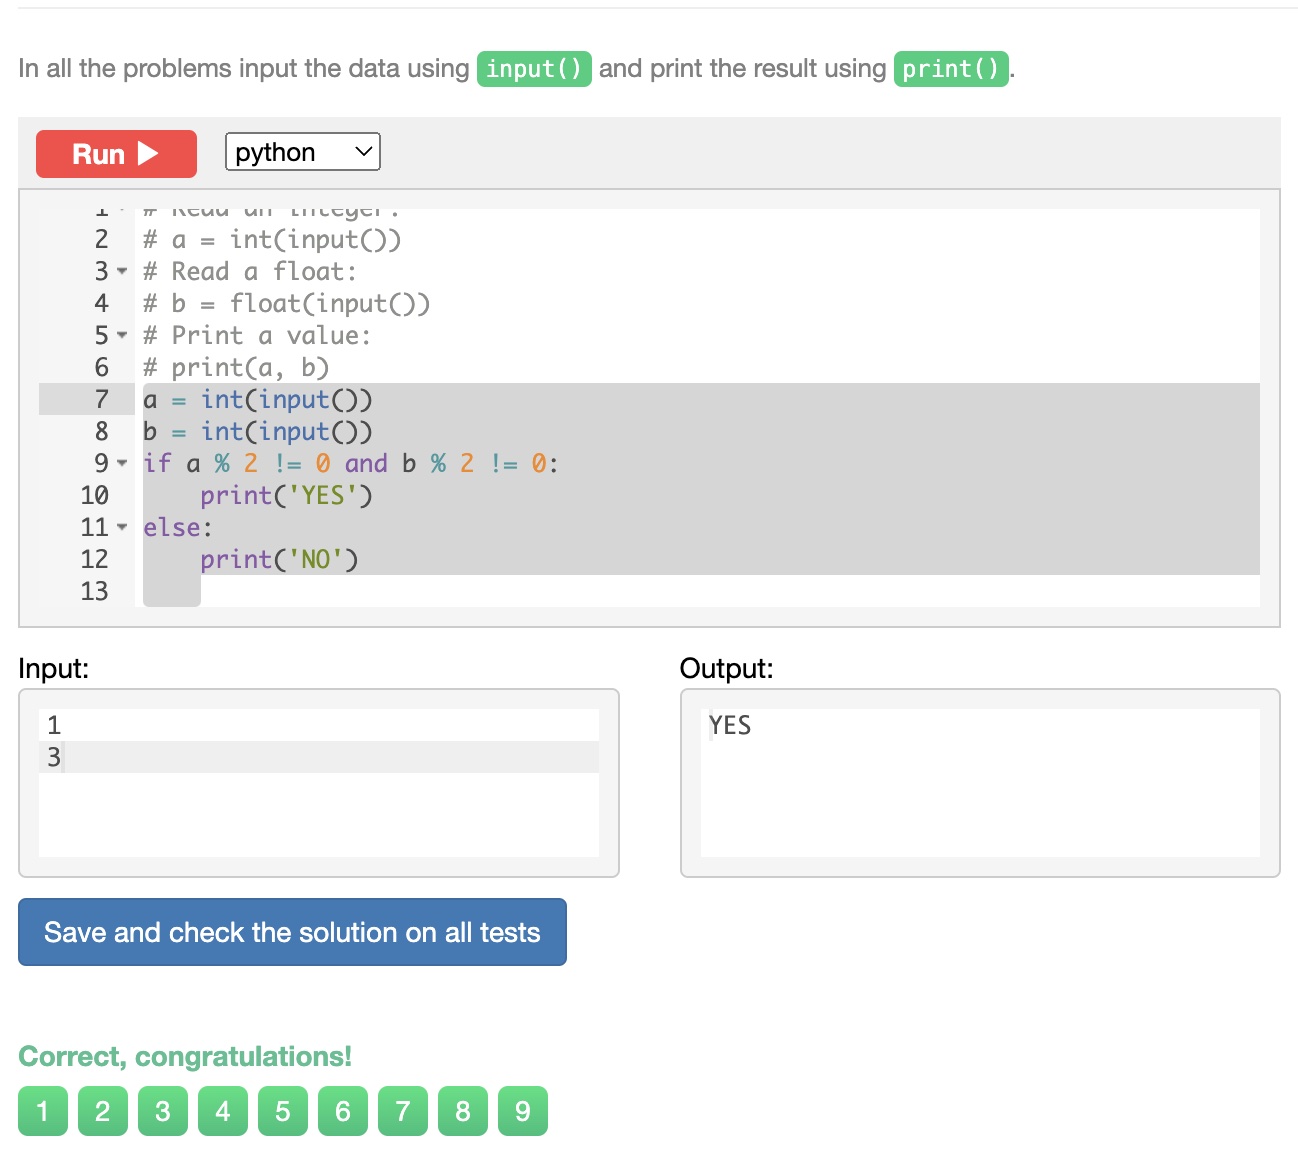 In all the problems input the data using input() and print the result using print().
Run
python
1 # Read an integer:
2 # a = int(input())
3 # Read a float:
4 # b = float(input())
5 # Print a value:
6 # print(a, b)
7 a = int(input())
8 b = int(input())
9 if a % 2 != 0 and b % 2 != 0:
10     print('YES')
11 else:
12     print('NO')
13
Input:
Output:
1
3
YES
Save and check the solution on all tests
Correct, congratulations!
1 2 3 4 5 6 7 8 9